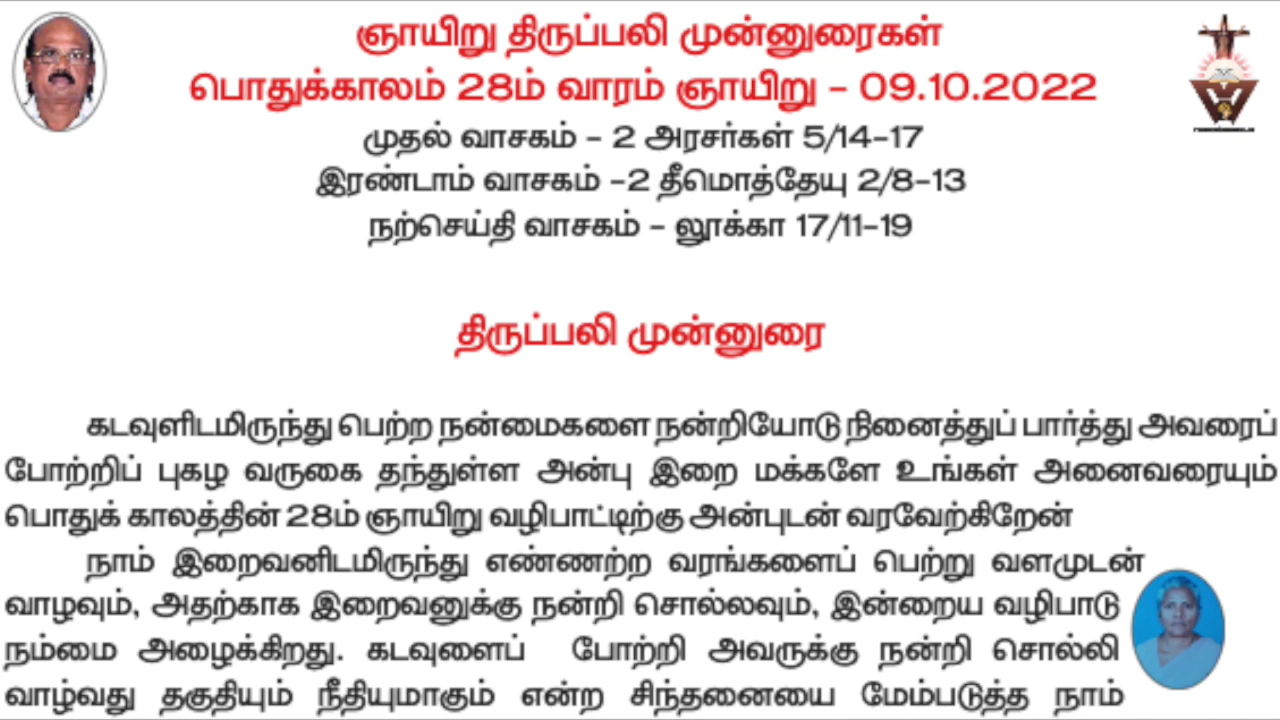 ஞாயிறு திருப்பலி முன்னுரைகள்
பொதுக்காலம் 28ம் வாரம் ஞாயிறு - 09.10.2022
முதல் வாசகம் - 2 அரசர்கள் 5/14-17
இரண்டாம் வாசகம் -2 தீமொத்தேயு 2/8-13
நற்செய்தி வாசகம் - லூக்கா 17/11-19
திருப்பலி முன்னுரை
கடவுளிடமிருந்து பெற்ற நன்மைகளை நன்றியோடு நினைத்துப் பார்த்து அவரைப்
போற்றிப் புகழ வருகை தந்துள்ள அன்பு இறை மக்களே உங்கள் அனைவரையும்
பொதுக் காலத்தின் 28ம் ஞாயிறு வழிபாட்டிற்கு அன்புடன் வரவேற்கிறேன்
நாம் இறைவனிடமிருந்து எண்ணற்ற வரங்களைப் பெற்று வளமுடன்
வாழவும், அதற்காக இறைவனுக்கு நன்றி சொல்லவும், இன்றைய வழிபாடு
நம்மை அழைக்கிறது. கடவுளைப் போற்றி அவருக்கு நன்றி சொல்லி
வாழ்வது தகுதியும் நீதியுமாகும் என்ற சிந்தனையை மேம்படுத்த நாம்